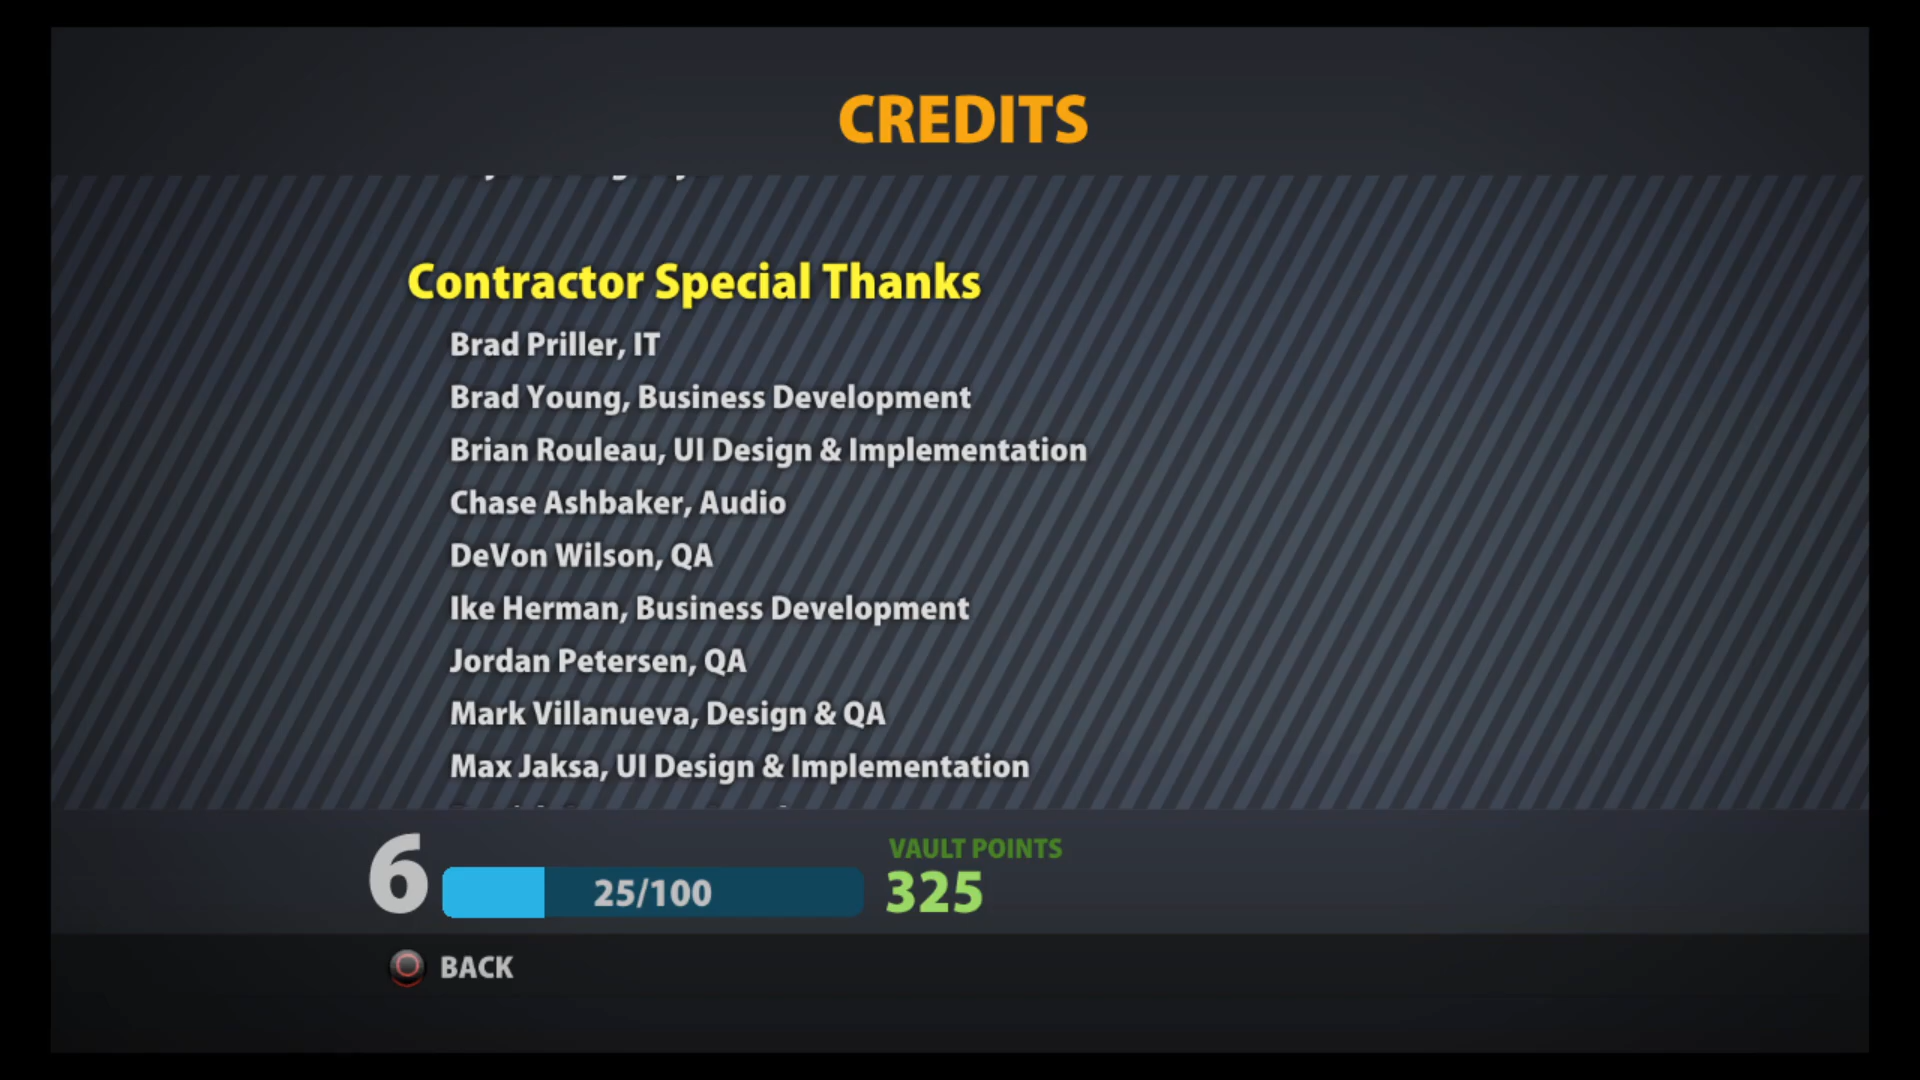 CREDITS
Contractor Special Thanks
Brad Priller, IT
Brad Young, Business Development
Brian Rouleau, UI Design & Implementation
Chase Ashbaker, Audio
DeVon Wilson, QA
Ike Herman, Business Development
Jordan Petersen, QA
Mark Villanueva, Design & QA
Max Jaksa, UI Design & Implementation
6
25/100
VAULT POINTS
325
BACK